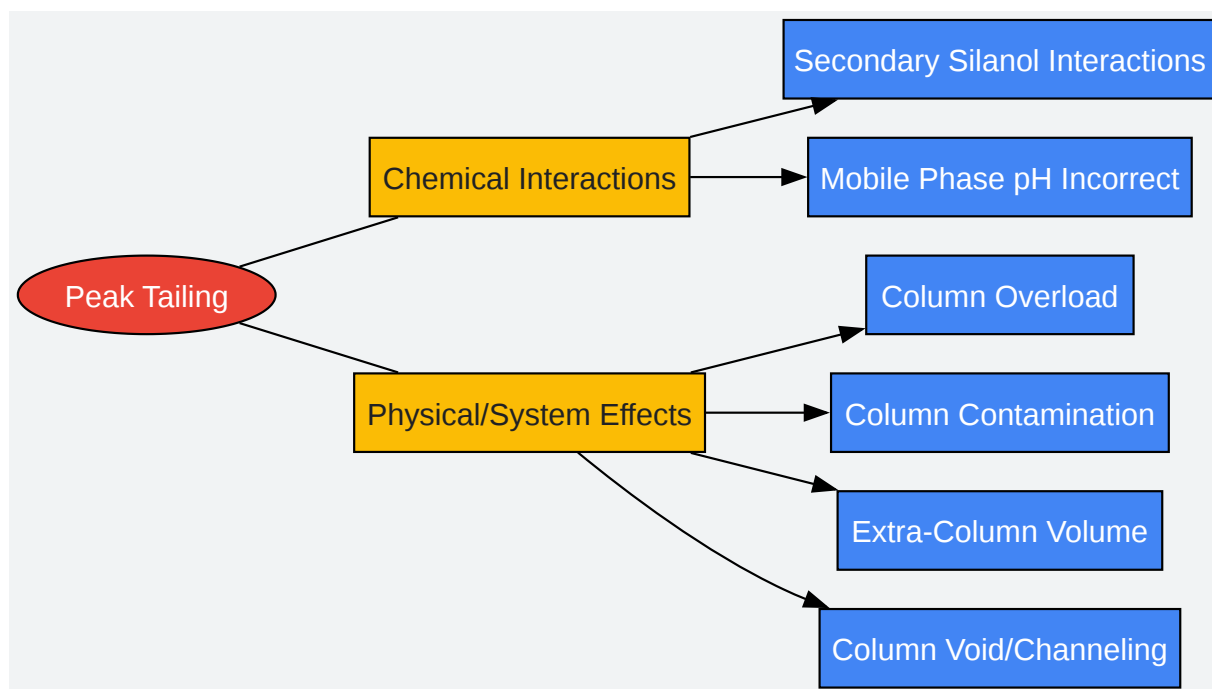 Peak Tailing
Chemical Interactions
Physical/System Effects
Secondary Silanol Interactions
Mobile Phase pH Incorrect
Column Overload
Column Contamination
Extra-Column Volume
Column Void/Channeling